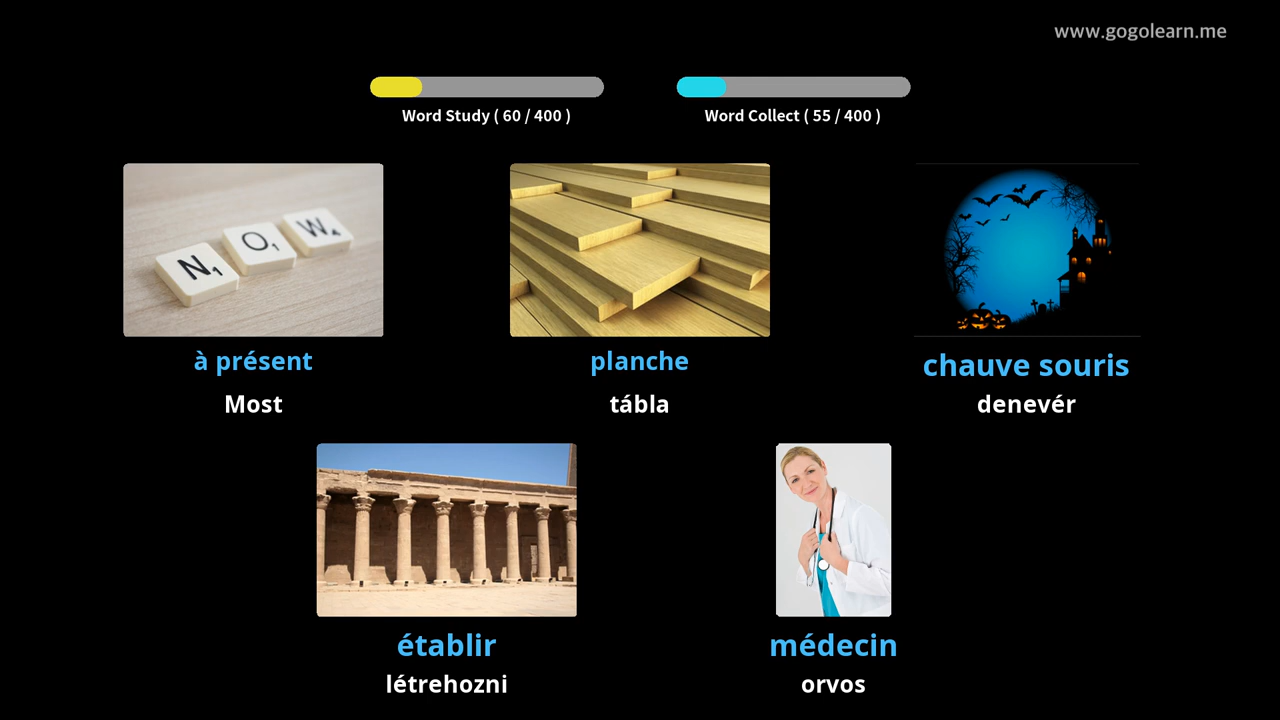 www.gogolearn.me
Word Study ( 60 / 400 )
Word Collect ( 55 / 400 )
NOW
à présent
planche
chauve souris
Most
tábla
denevér
établir
médecin
létrehozni
orvos